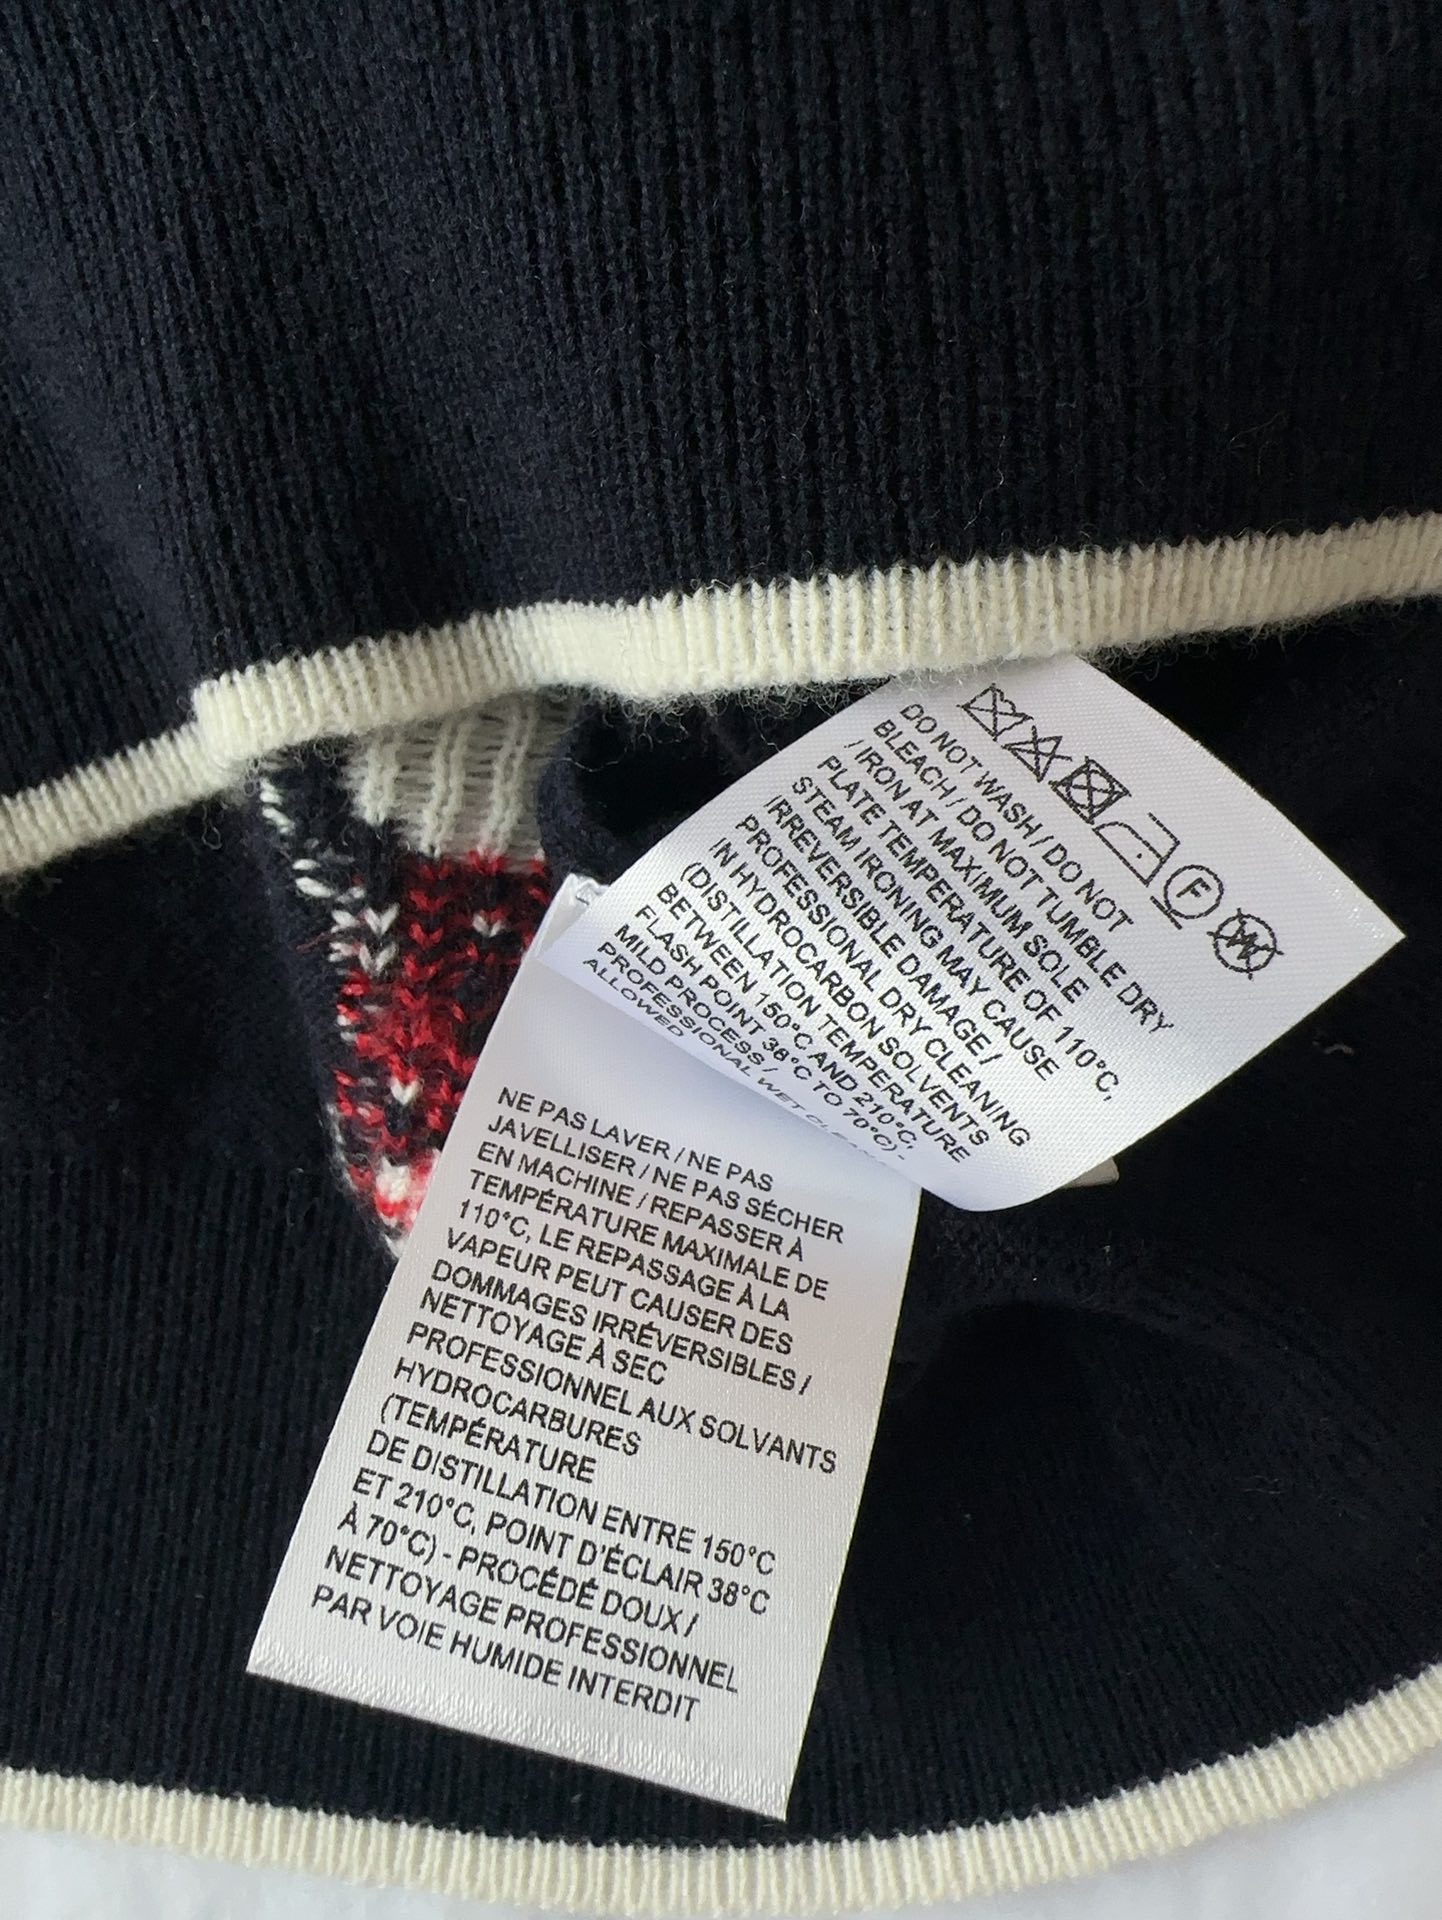 DO NOT WASH / DO NOT
BLEACH / DO NOT TUMBLE DRY
/ IRON AT MAXIMUM SOLE
PLATE TEMPERATURE OF 110°C,
STEAM IRONING MAY CAUSE
IRREVERSIBLE DAMAGE /
PROFESSIONAL DRY CLEANING
IN HYDROCARBON SOLVENTS
(DISTILLATION TEMPERATURE
BETWEEN 150°C AND 210°C,
FLASH POINT 38°C TO 70°C) -
MILD PROCESS /
PROFESSIONAL WET
ALLOWED
F
W
NE PAS LAVER / NE PAS
JAVELLISER / NE PAS SÉCHER
EN MACHINE / REPASSER À
TEMPÉRATURE MAXIMALE DE
110°C, LE REPASSAGE À LA
VAPEUR PEUT CAUSER DES
DOMMAGES IRRÉVERSIBLES /
NETTOYAGE À SEC
PROFESSIONNEL AUX SOLVANTS
HYDROCARBURES
(TEMPÉRATURE
DE DISTILLATION ENTRE 150°C
ET 210°C, POINT D'ÉCLAIR 38°C
À 70°C) - PROCÉDÉ DOUX /
NETTOYAGE PROFESSIONNEL
PAR VOIE HUMIDE INTERDIT